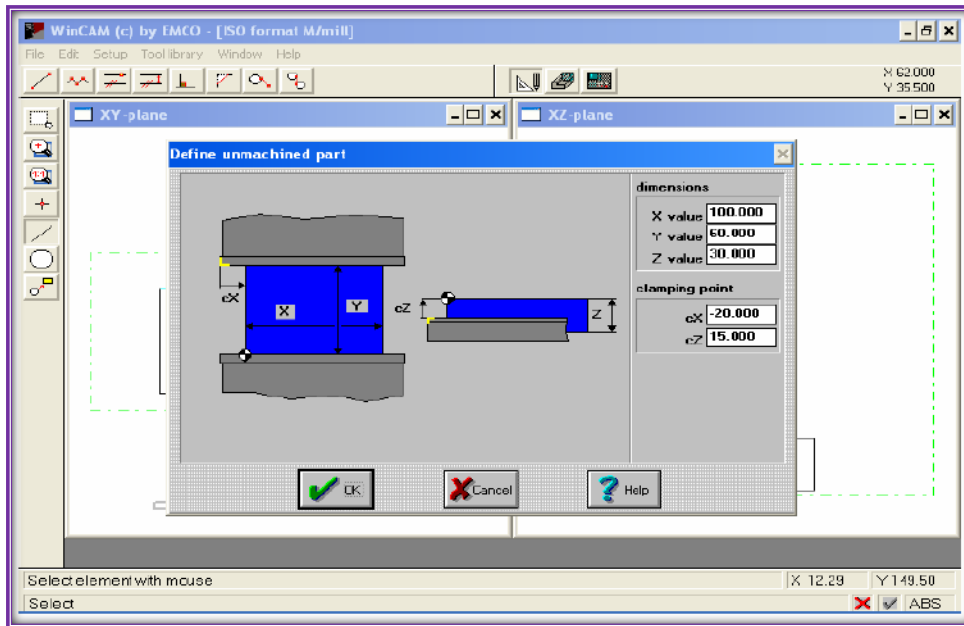 WinCAM (c) by EMCO - [ISO format M/mill]
File Edit Setup Tool library Window Help
X 62.000
Y 35.500
XY-plane
XZ-plane
Define unmachined part
dimensions
X value 100.000
Y value 60.000
Z value 30.000
clamping point
cX -20.000
cZ 15.000
cX
X
Y
cZ
Z
OK
Cancel
Help
Select element with mouse
X 12.29 Y 149.50
Select
ABS